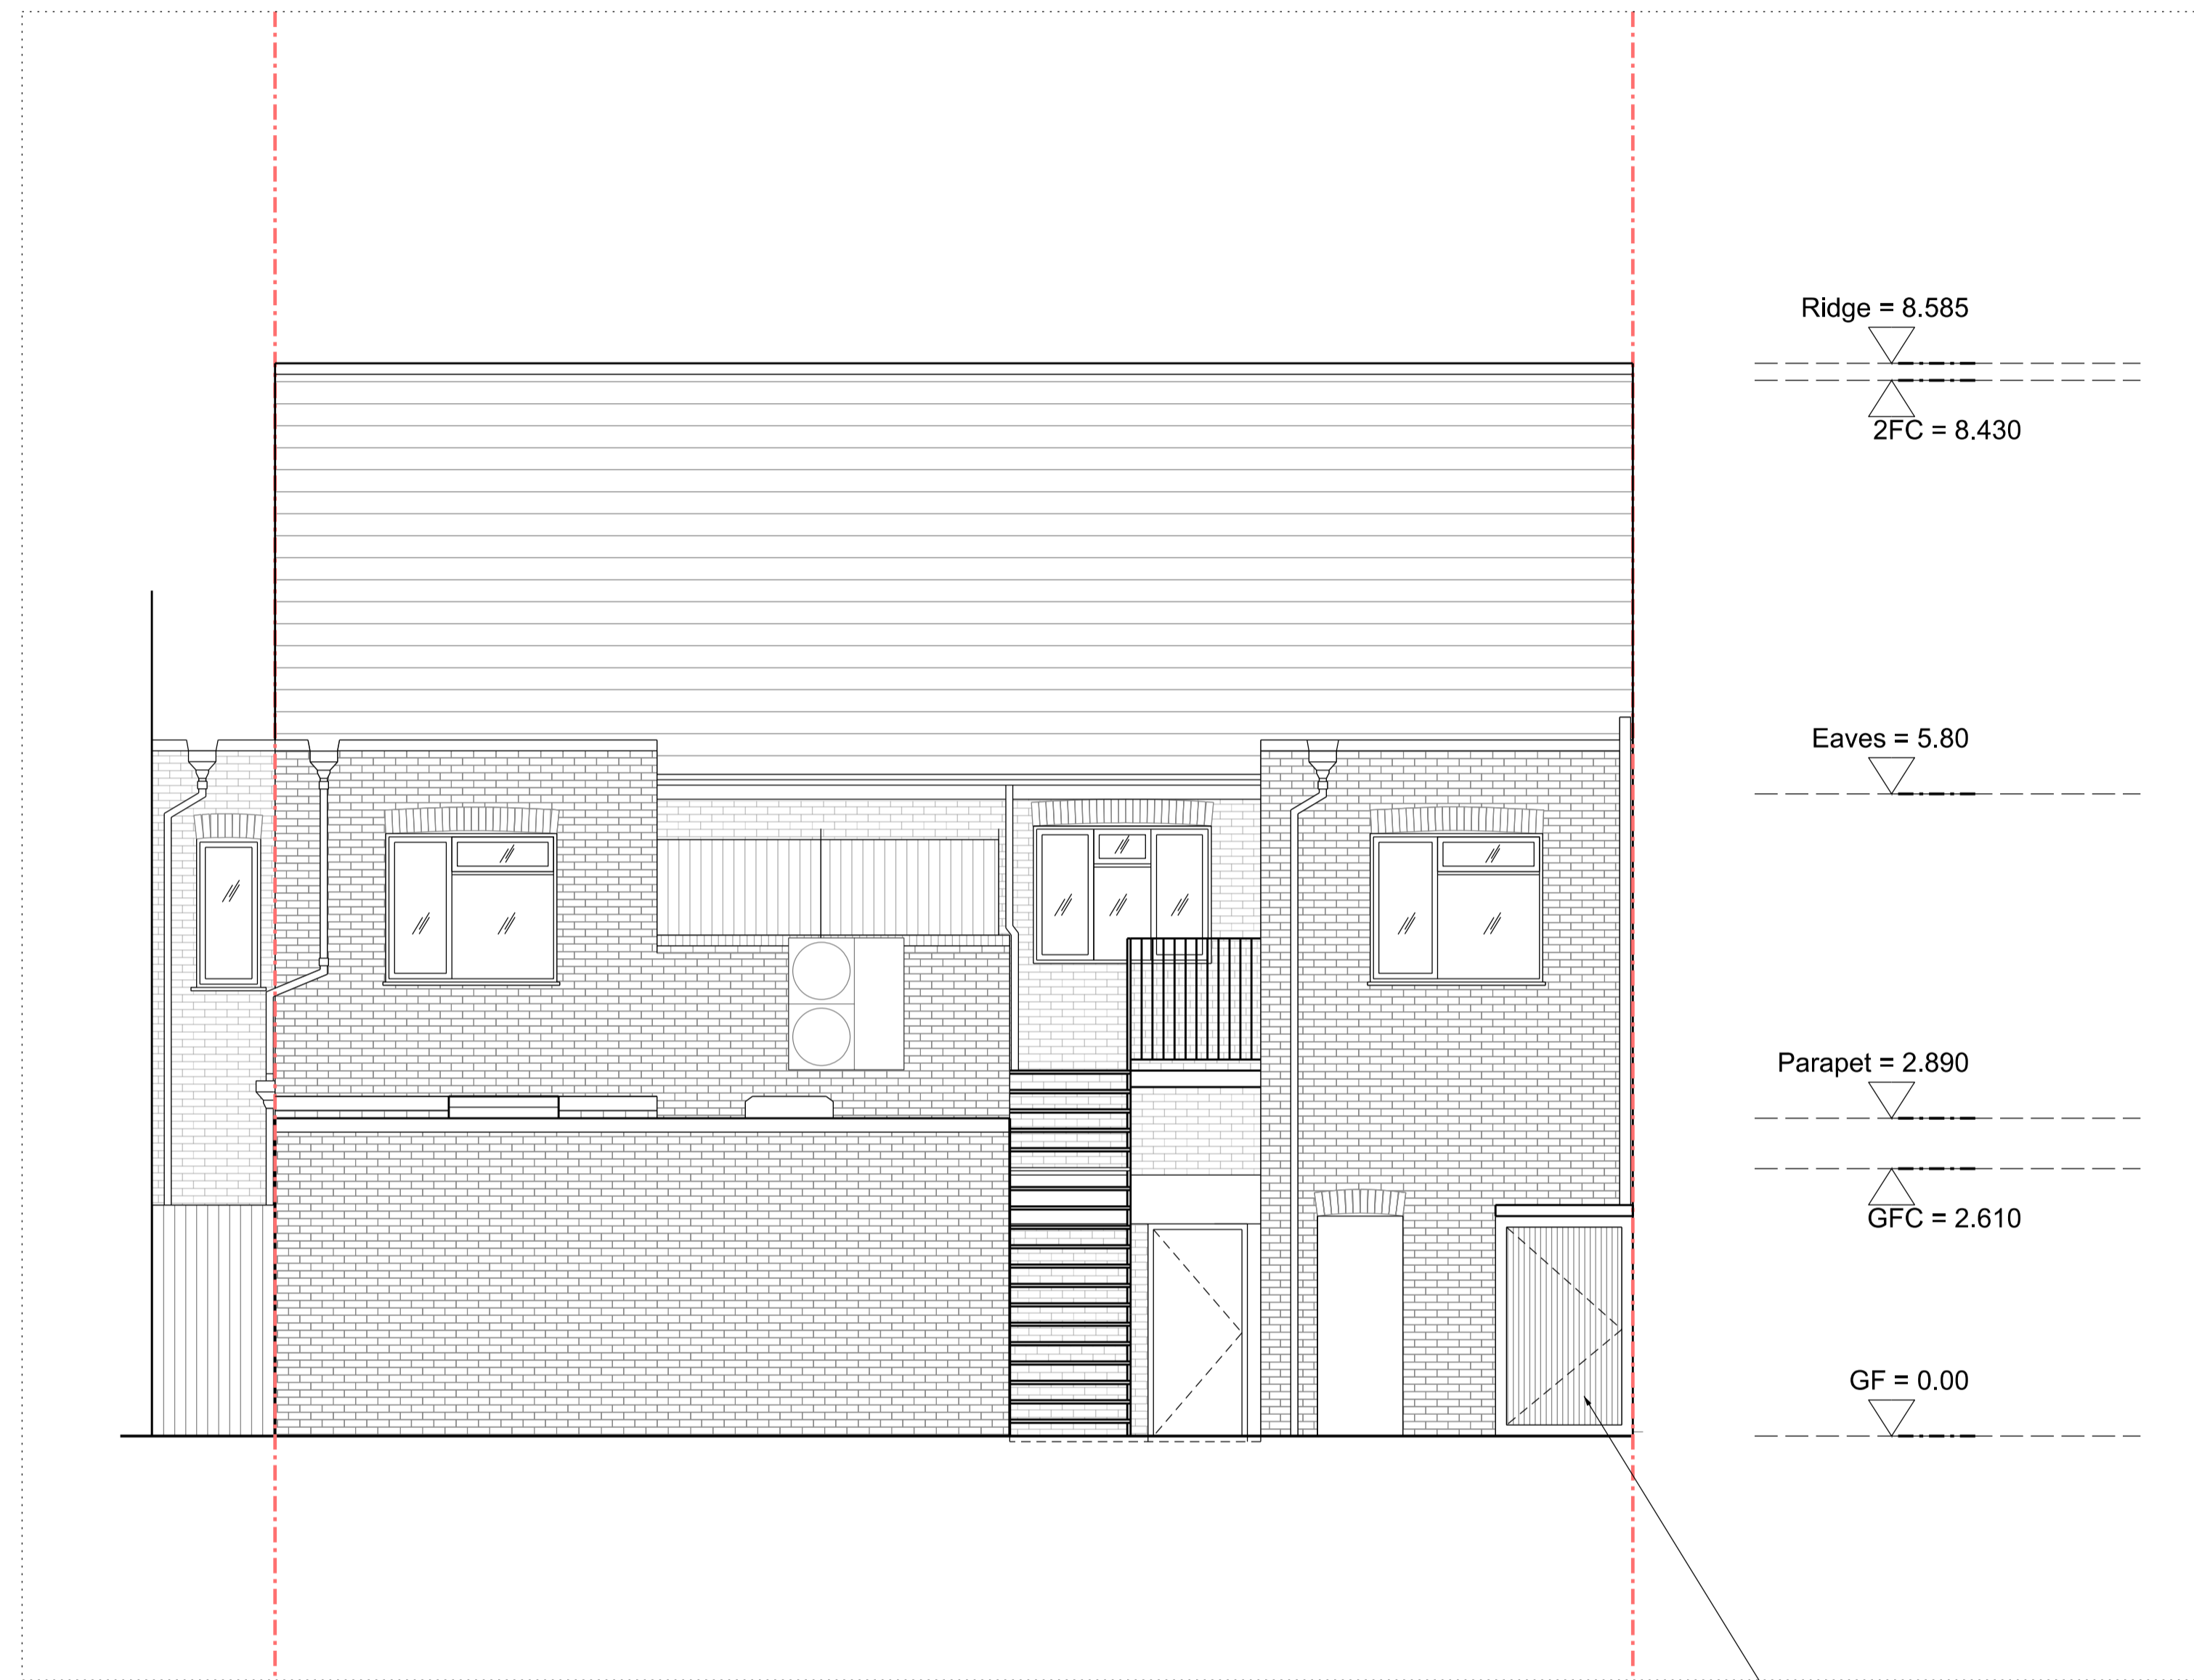 Ridge = 8.585
2FC = 8.430
Eaves = 5.80
Parapet = 2.890
GFC = 2.610
GF = 0.00